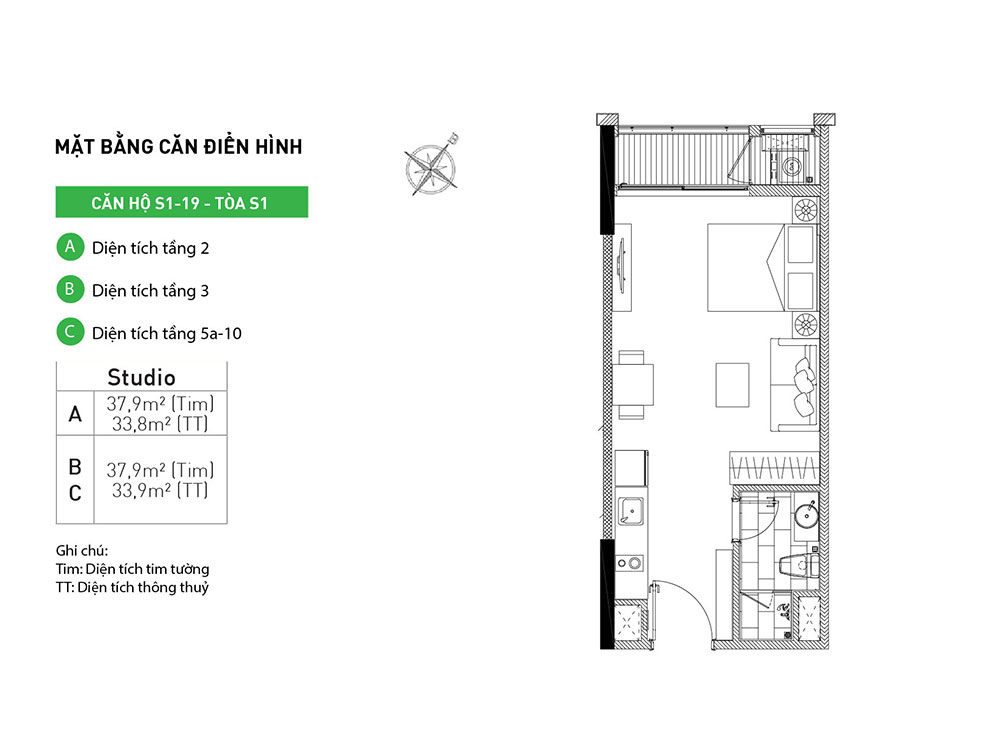 MẶT BẰNG CĂN ĐIỂN HÌNH
B
CĂN HỘ S1-19 - TÒA S1
A Diện tích tầng 2
B Diện tích tầng 3
C Diện tích tầng 5a-10
Studio
A
37,9m² (Tim)
33,8m² (TT)
B
C
37,9m² (Tim)
33,9m² (TT)
Ghi chú:
Tim: Diện tích tim tường
TT: Diện tích thông thuỷ